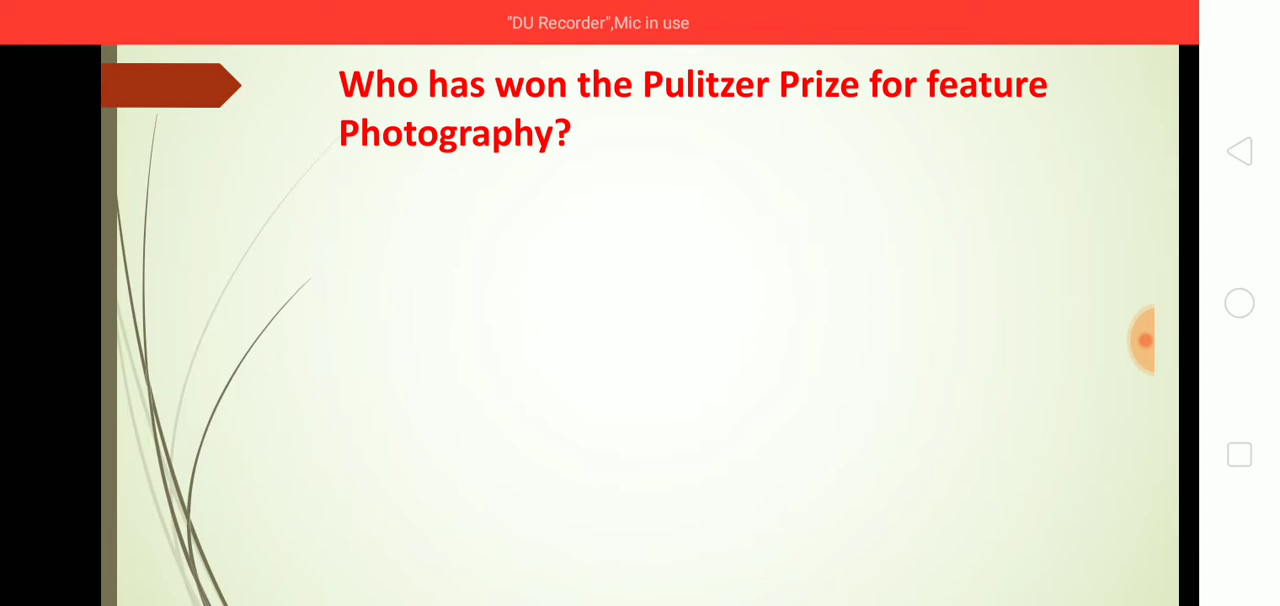 "DU Recorder",Mic in use
Who has won the Pulitzer Prize for feature
Photography?